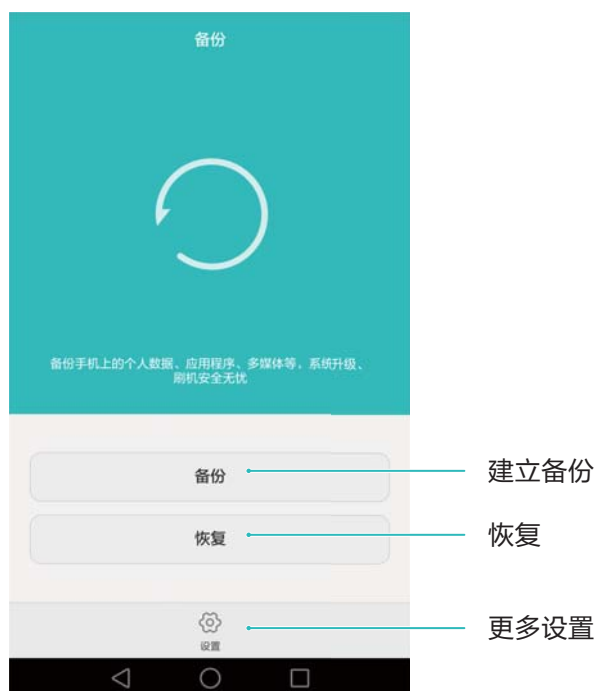 备份
备份手机上的个人数据、应用程序、多媒体等，系统升级、
刷机安全无忧
备份
建立备份
恢复
恢复
设置
更多设置